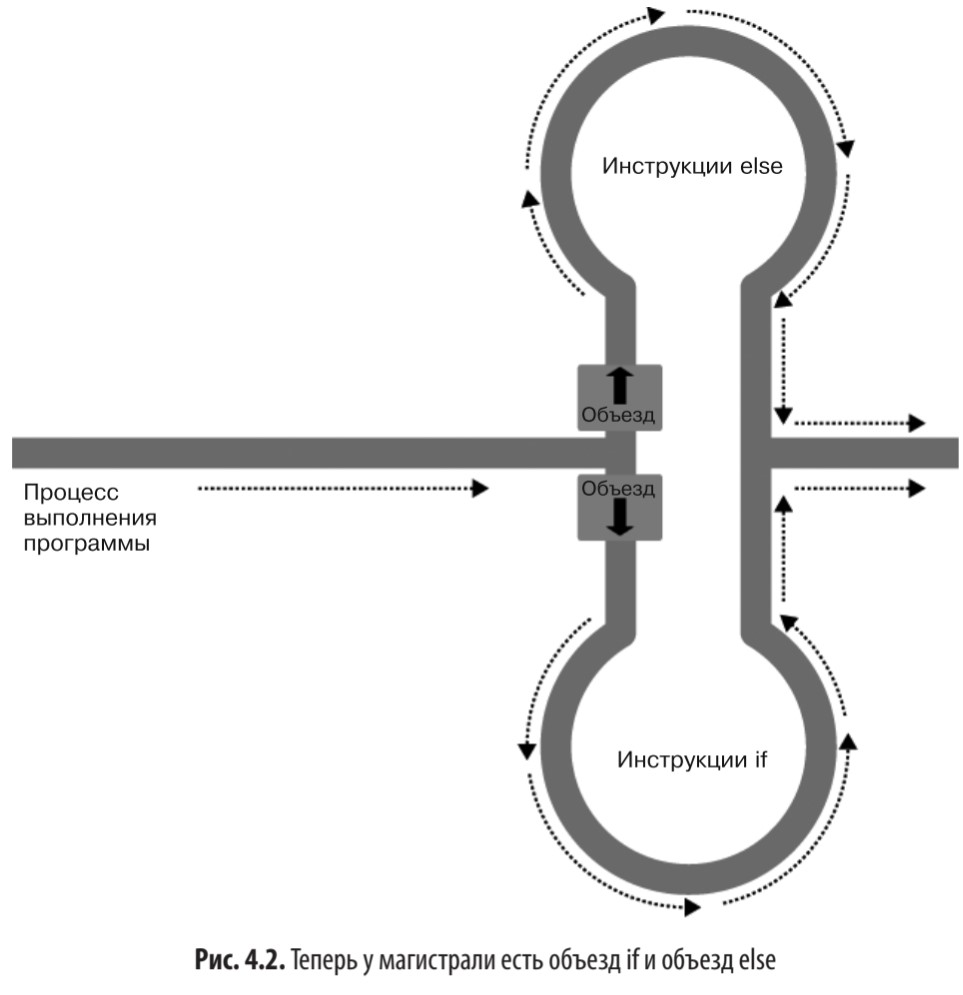 Инструкции else
Объезд
Объезд
Процесс
выполнения
программы
Инструкции if
Рис. 4.2. Теперь у магистрали есть объезд if и объезд else